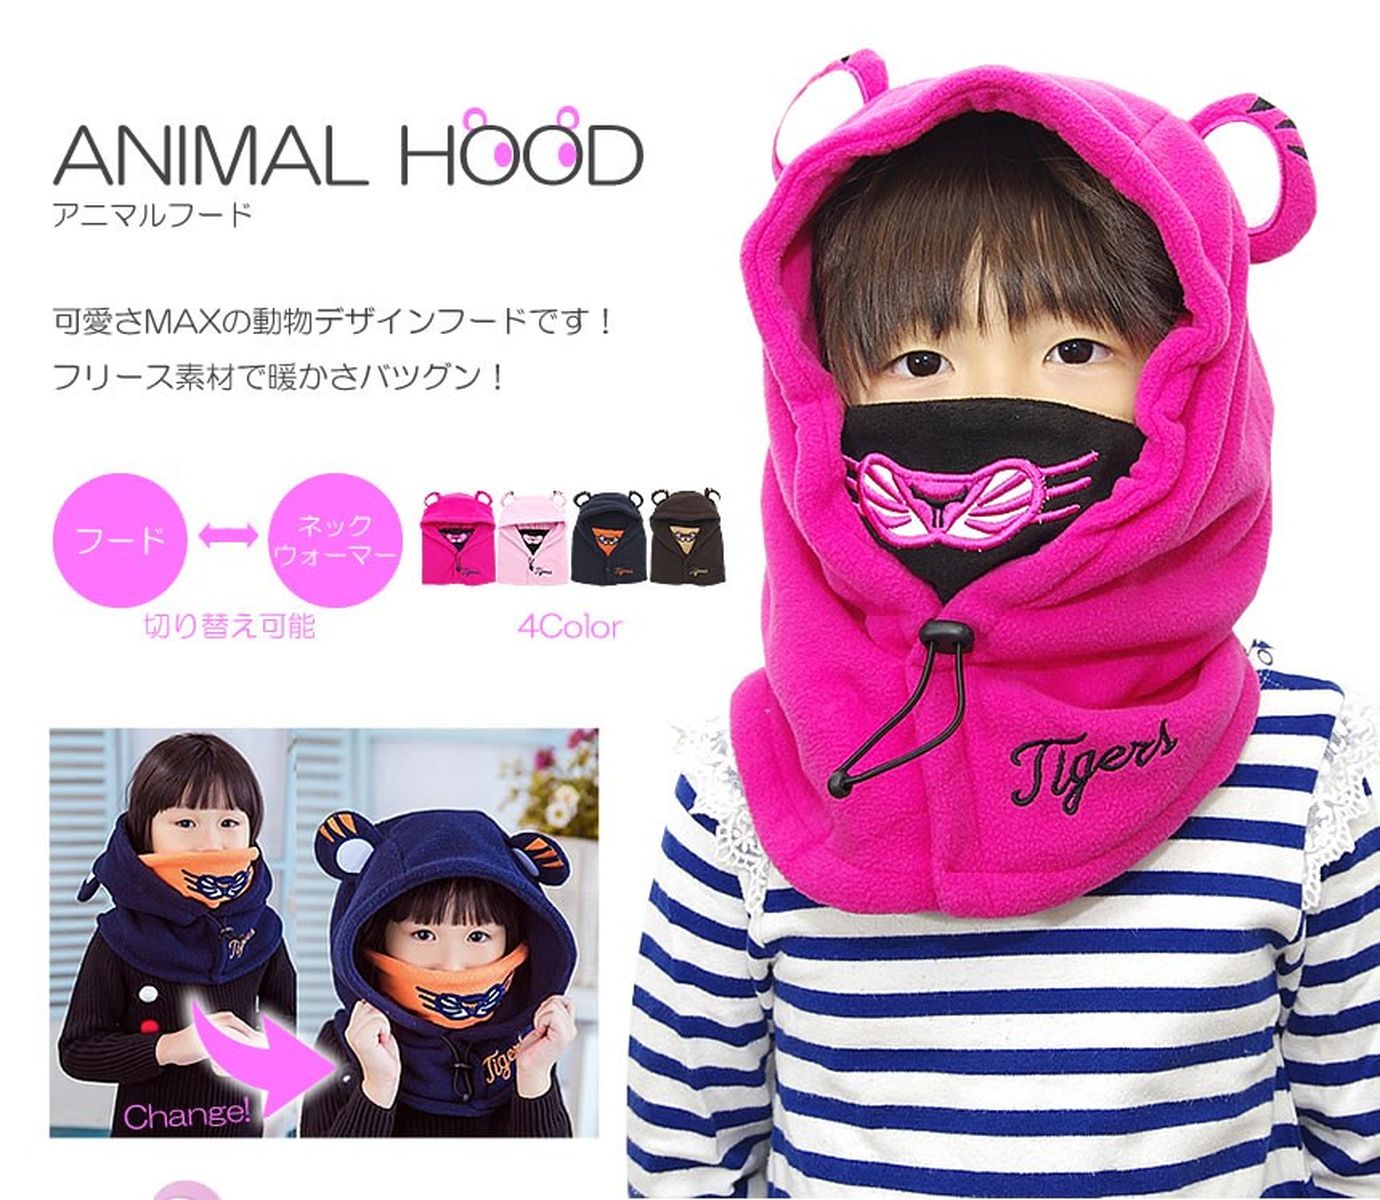 ANIMAL HOOD
アニマルフード
可愛さMAXの動物デザインフードです！
フリース素材で暖かさバツグン！
フード
ネック
ウォーマー
切り替え可能
4Color
Tigers
Tigers
Tigers
Change!